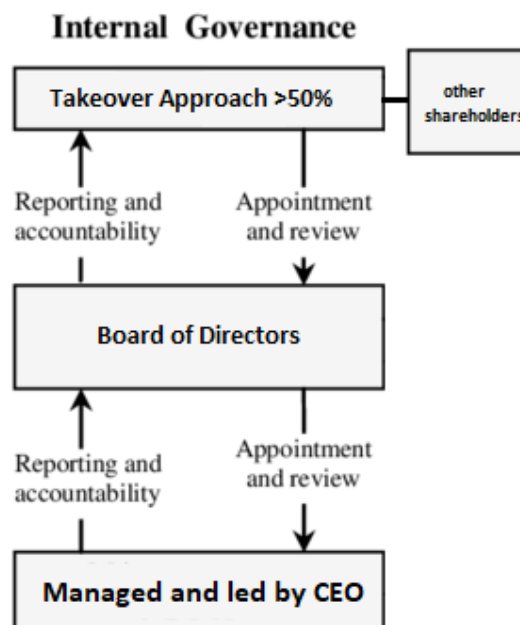 Internal Governance
Takeover Approach >50%
other
shareholders
Reporting and
accountability
Appointment
and review
Board of Directors
Reporting and
accountability
Appointment
and review
Managed and led by CEO